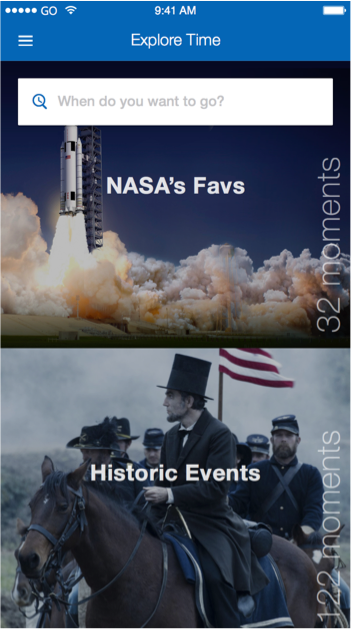 GO 9:41 AM
Explore Time
When do you want to go?
NASA's Favs
32 moments
Historic Events
122 moments